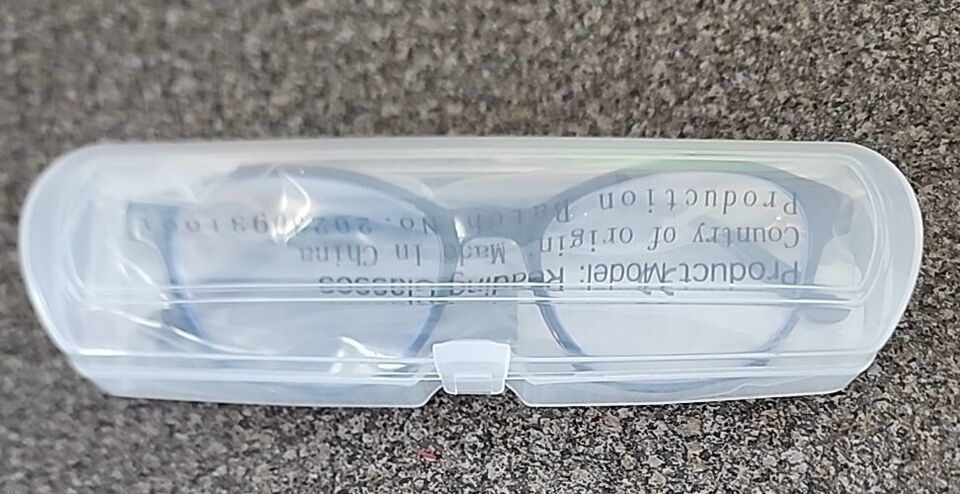 Product Model: Reading Glasses
Country of origin: Made In China
Production Batch No.